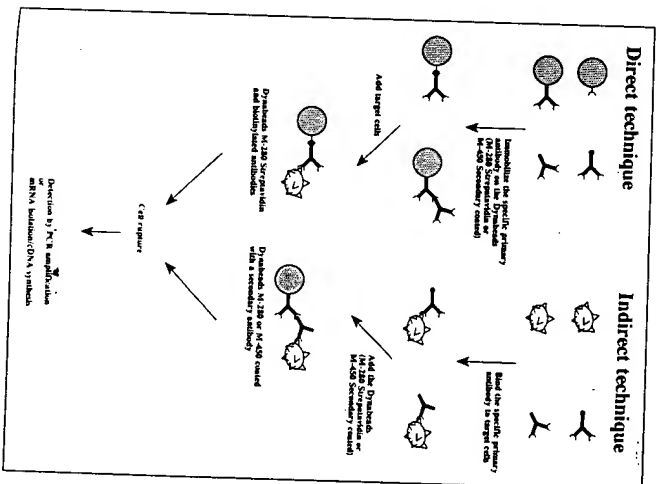 Direct technique
Indirect technique
Immobilize the specific primary
antibody on the Dynabeads
(M-280 Streptavidin or
M-450 Secondary coated)
Bind the specific primary
antibody to target cells
Add target cells
Add the Dynabeads
(M-280 Streptavidin or
M-450 Secondary coated)
Dynabeads M-280 Streptavidin
and biotinylated antibodies
Dynabeads M-280 or M-450 coated
with a secondary antibody
Cell rupture
Detection by PCR amplification
or
mRNA isolation/cDNA synthesis